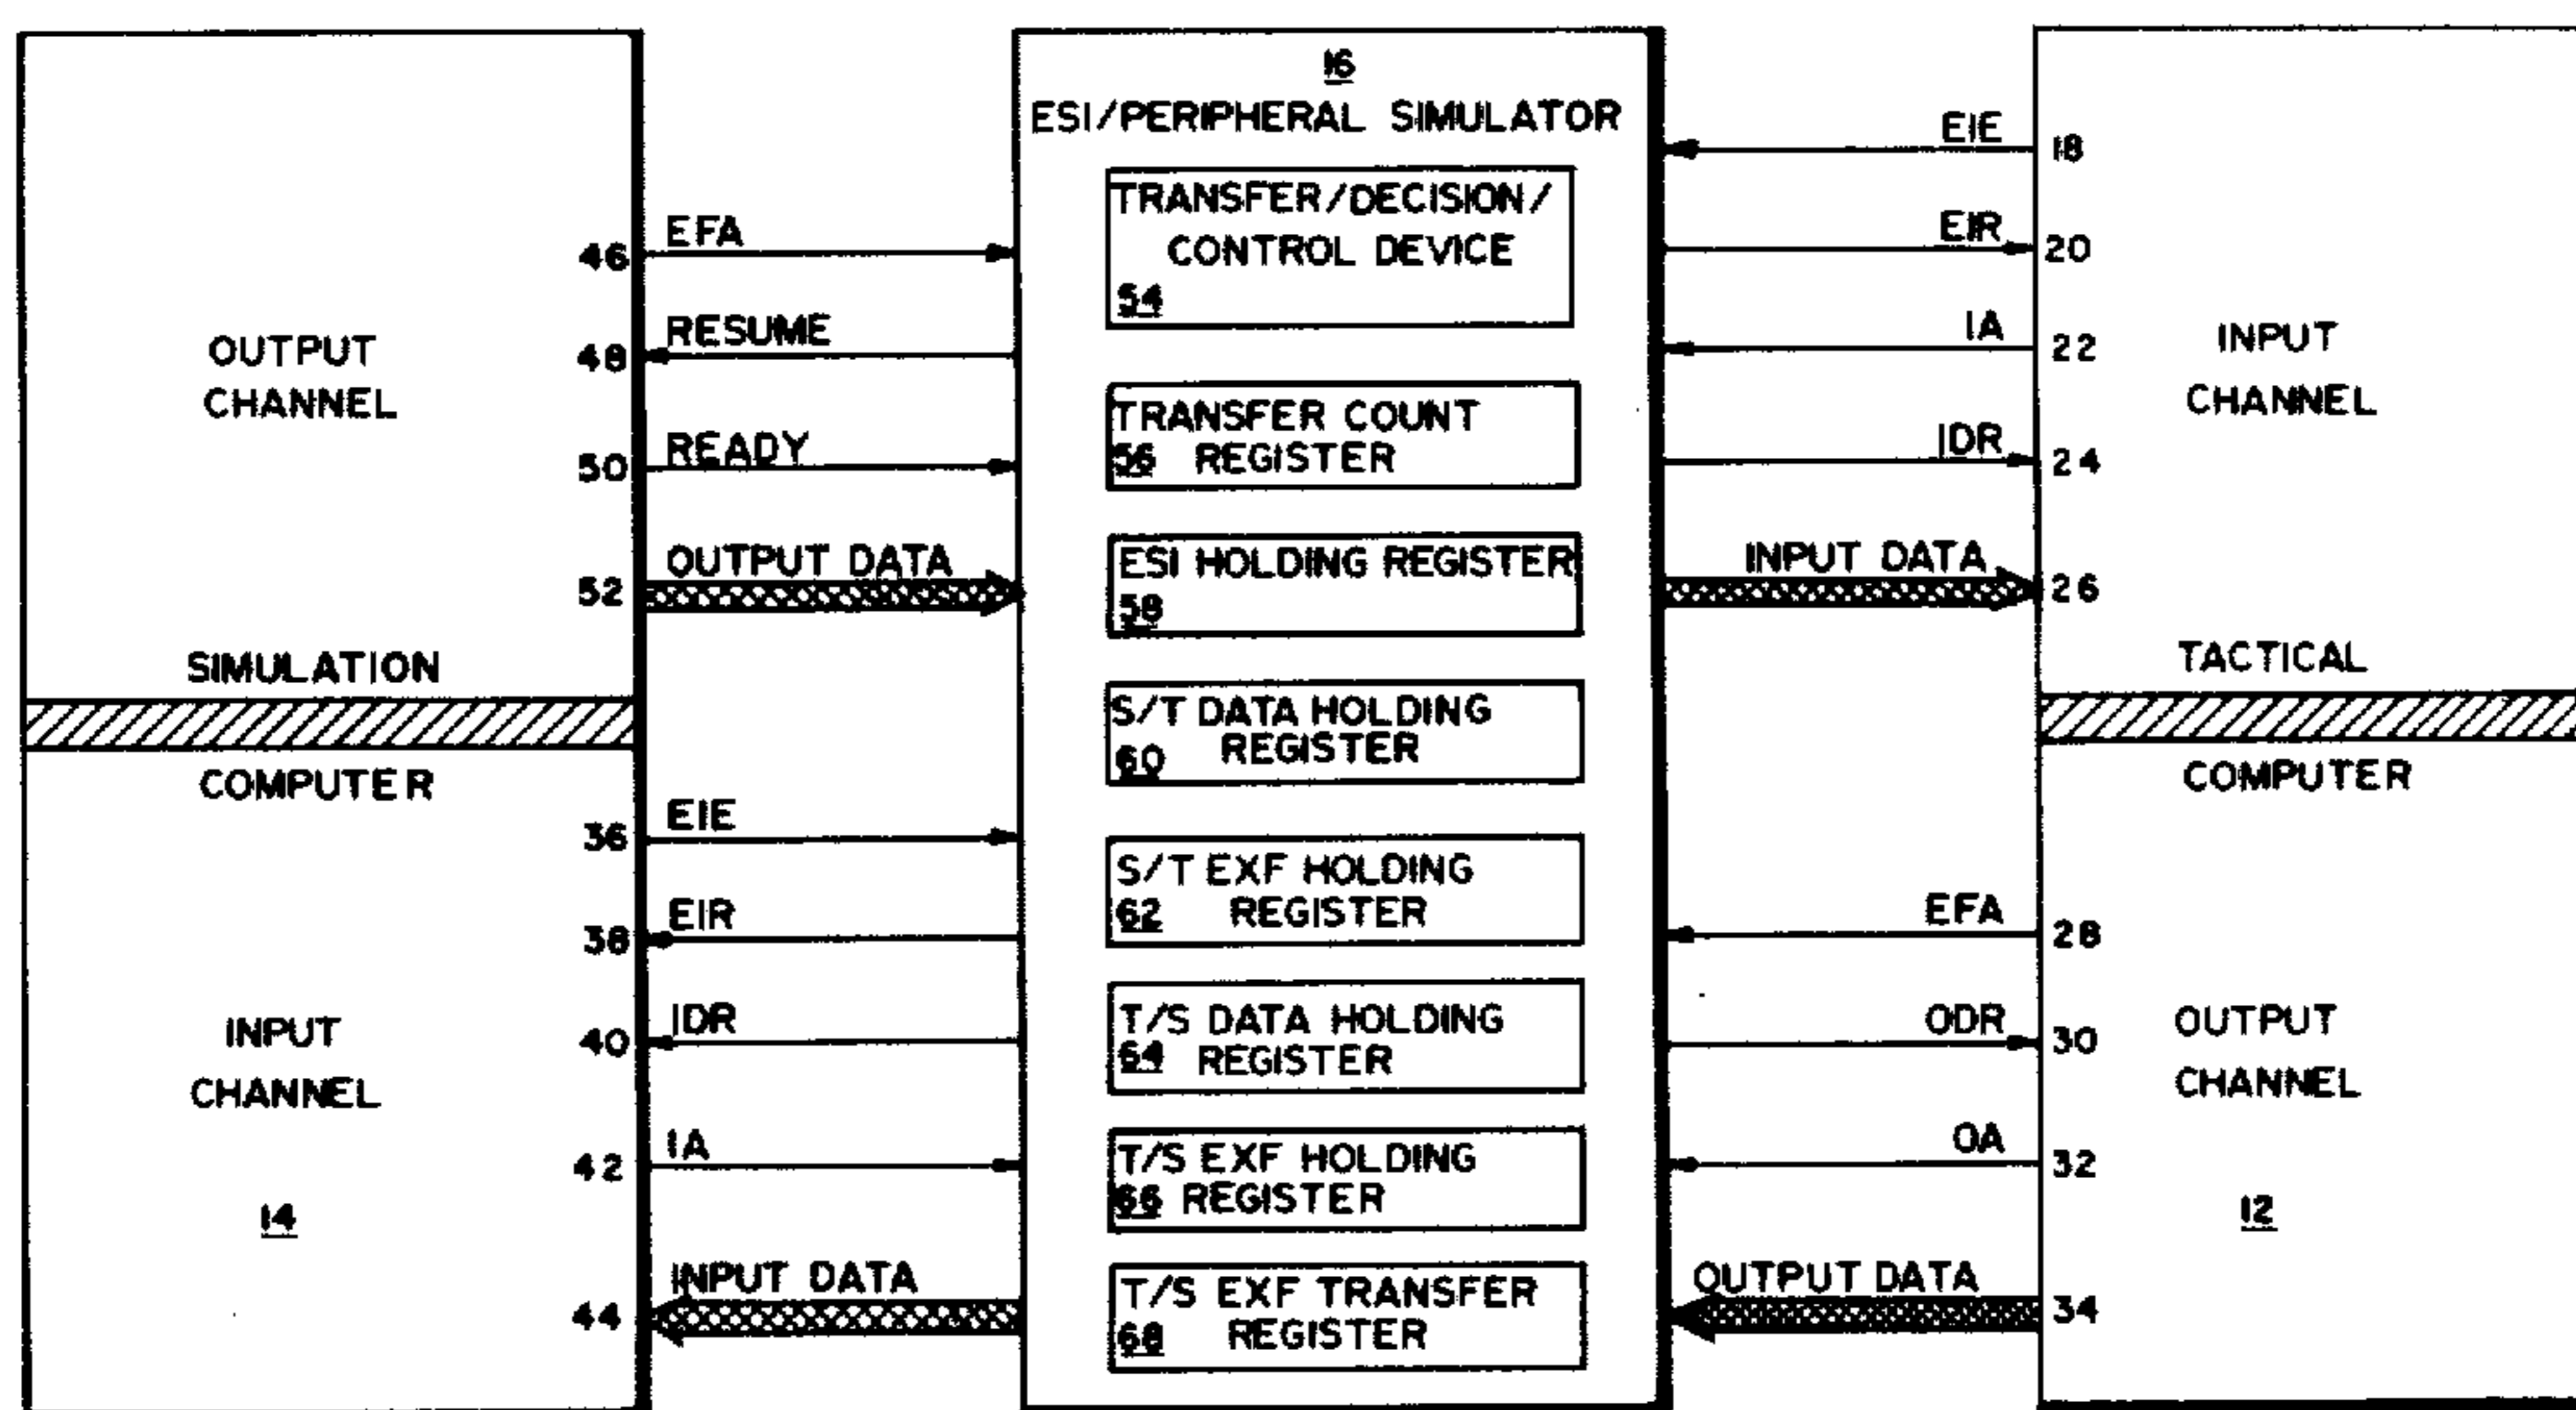 OUTPUT
CHANNEL
SIMULATION
COMPUTER
INPUT
CHANNEL
14
46 EFA
48 RESUME
50 READY
52 OUTPUT DATA
36 EIE
38 EIR
40 IDR
42 IA
44 INPUT DATA
16
ESI/PERIPHERAL SIMULATOR
TRANSFER/DECISION/
CONTROL DEVICE
54
TRANSFER COUNT
56 REGISTER
ESI HOLDING REGISTER
58
S/T DATA HOLDING
60 REGISTER
S/T EXF HOLDING
62 REGISTER
T/S DATA HOLDING
64 REGISTER
T/S EXF HOLDING
66 REGISTER
T/S EXF TRANSFER
68 REGISTER
EIE 18
EIR 20
IA 22
IDR 24
INPUT DATA 26
EFA 28
ODR 30
OA 32
OUTPUT DATA 34
INPUT
CHANNEL
TACTICAL
COMPUTER
OUTPUT
CHANNEL
12